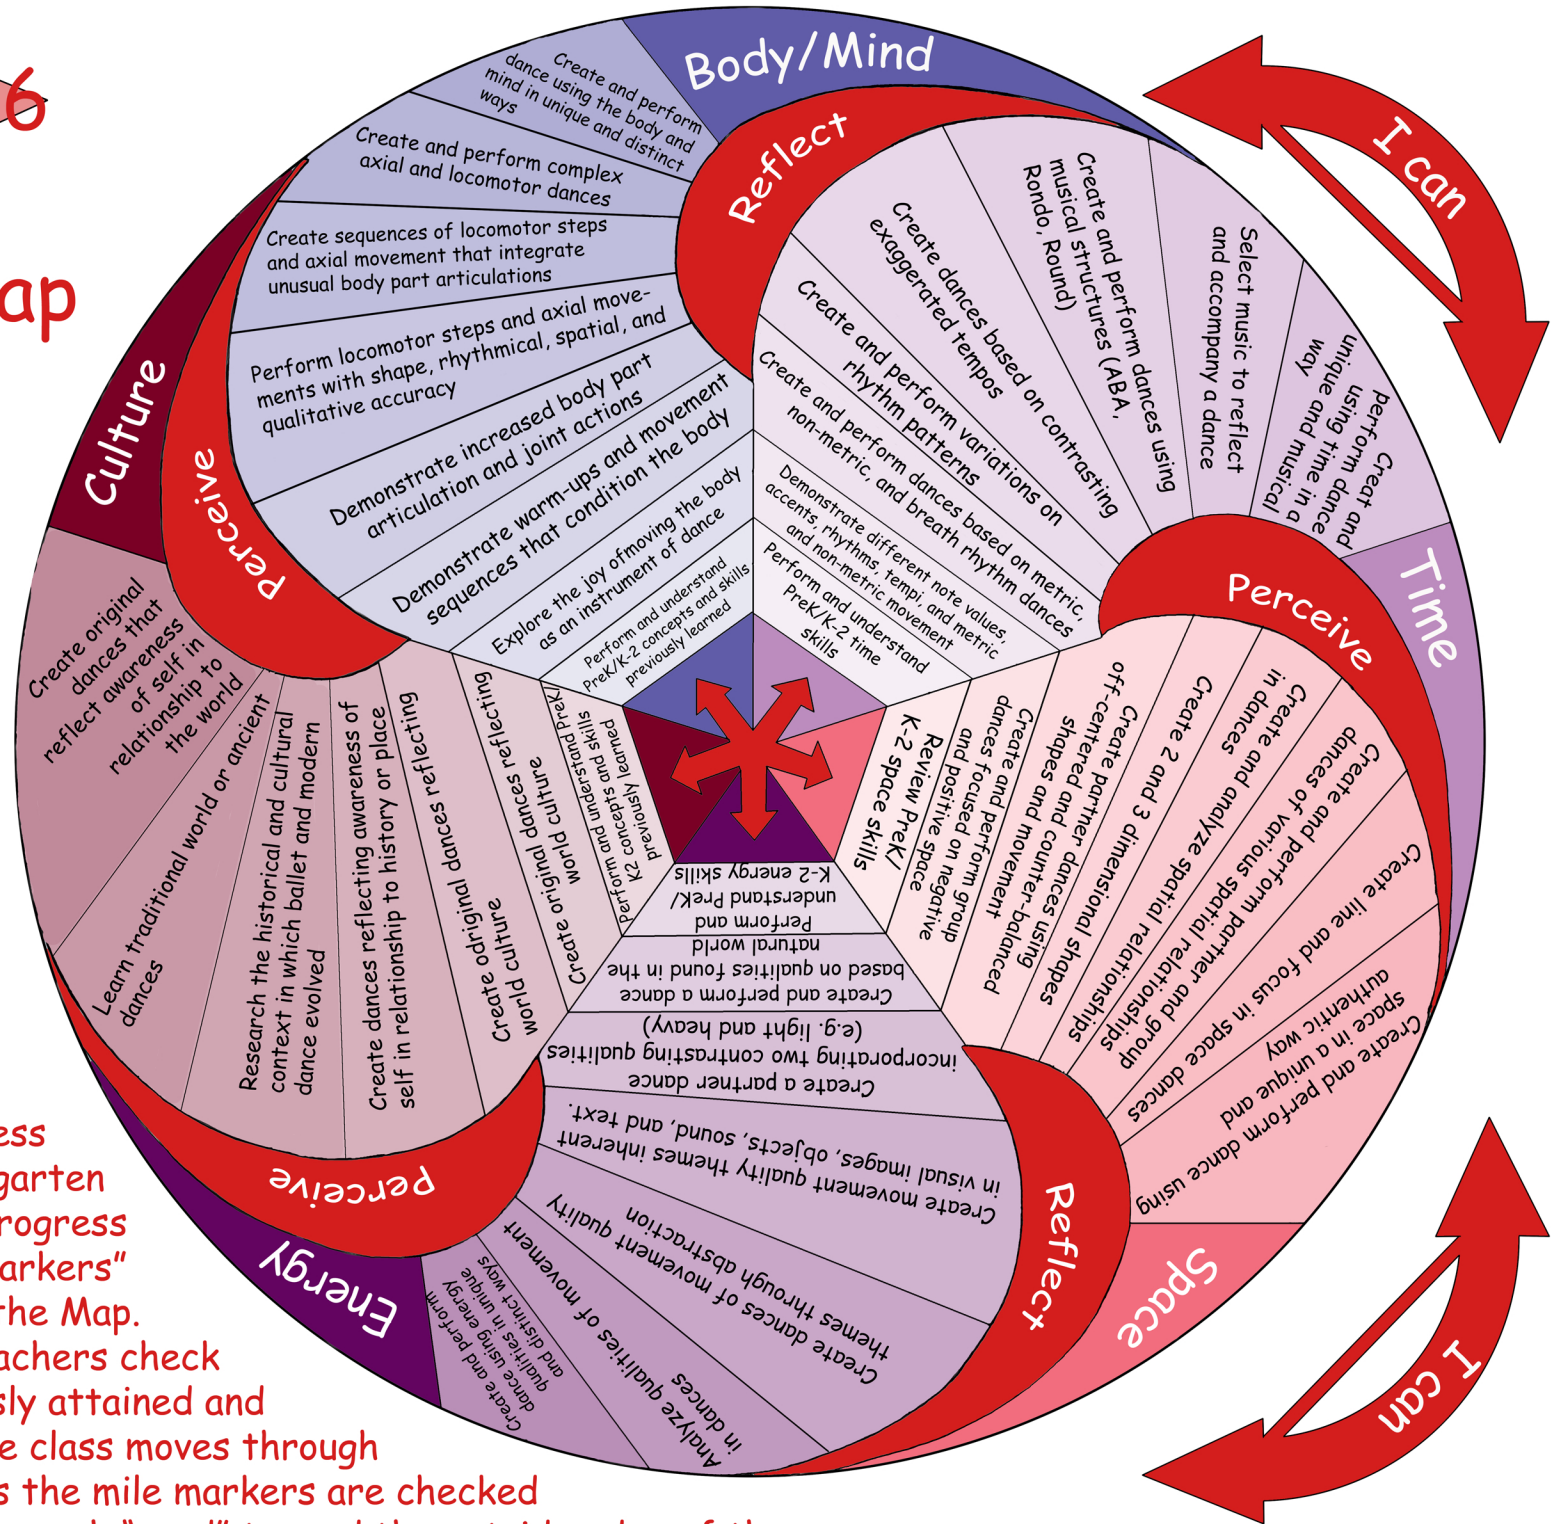 6
ap
Body/Mind
Reflect
Create and perform
dance using the body and
mind in unique and distinct
ways
Create and perform complex
axial and locomotor dances
Create sequences of locomotor steps
and axial movement that integrate
unusual body part articulations
Perform locomotor steps and axial move-
ments with shape, rhythmical, spatial, and
qualitative accuracy
Demonstrate increased body part
articulation and joint actions
Demonstrate warm-ups and movement
sequences that condition the body
Explore the joy ofmoving the body
as an instrument of dance
Perform and understand
PreK/K-2 concepts and skills
previously learned
Time
Perceive
Creat and
perform dance
using time in a
unique and musical
way
Select music to reflect
and accompany a dance
Create and perform dances using
musical structures (ABA,
Rondo, Round)
Create dances based on contrasting
exaggerated tempos
Create and perform variations on
rhythm patterns
Create and perform dances based on metric,
non-metric, and breath rhythm dances
Demonstrate different note values,
accents, rhythms, tempi, and metric
and non-metric movement
Perform and understand
PreK/K-2 time
skills
Space
Reflect
Create and perform dance using
space in a unique and
authentic way
Create line and focus in space dances
Create and perform partner and group
dances of various spatial relationships
Create and analyze spatial relationships
in dances
Create 2 and 3 dimensional shapes
Create partner dances using
off-centered and counter-balanced
shapes and movement
Create and perform group
dances focused on negative
and positive space
Review PreK/
K-2 space skills
Energy
Perceive
Create and perform
dance using energy
qualities in unique
and distinct ways
Analyze qualities of movement
in dances
Create dances of movement quality
themes through abstraction
Create movement quality themes inherent
in visual images, objects, sound, and text.
Create a partner dance
incorporating two contrasting qualities
(e.g. light and heavy)
Create and perform a dance
based on qualities found in the
natural world
Perform and
understand PreK/
K-2 energy skills
Culture
Perceive
Create original
dances that
reflect awareness
of self in
relationship to
the world
Learn traditional world or ancient
dances
Research the historical and cultural
context in which ballet and modern
dance evolved
Create dances reflecting awareness of
self in relationship to history or place
Create odriginal dances reflecting
world culture
Create original dances reflecting
world culture
Perform and understand PreK/
K2 concepts and skills
previously learned
I can
I can
ess
garten
rogress
arkers”
the Map.
achers check
sly attained and
e class moves through
s the mile markers are checked